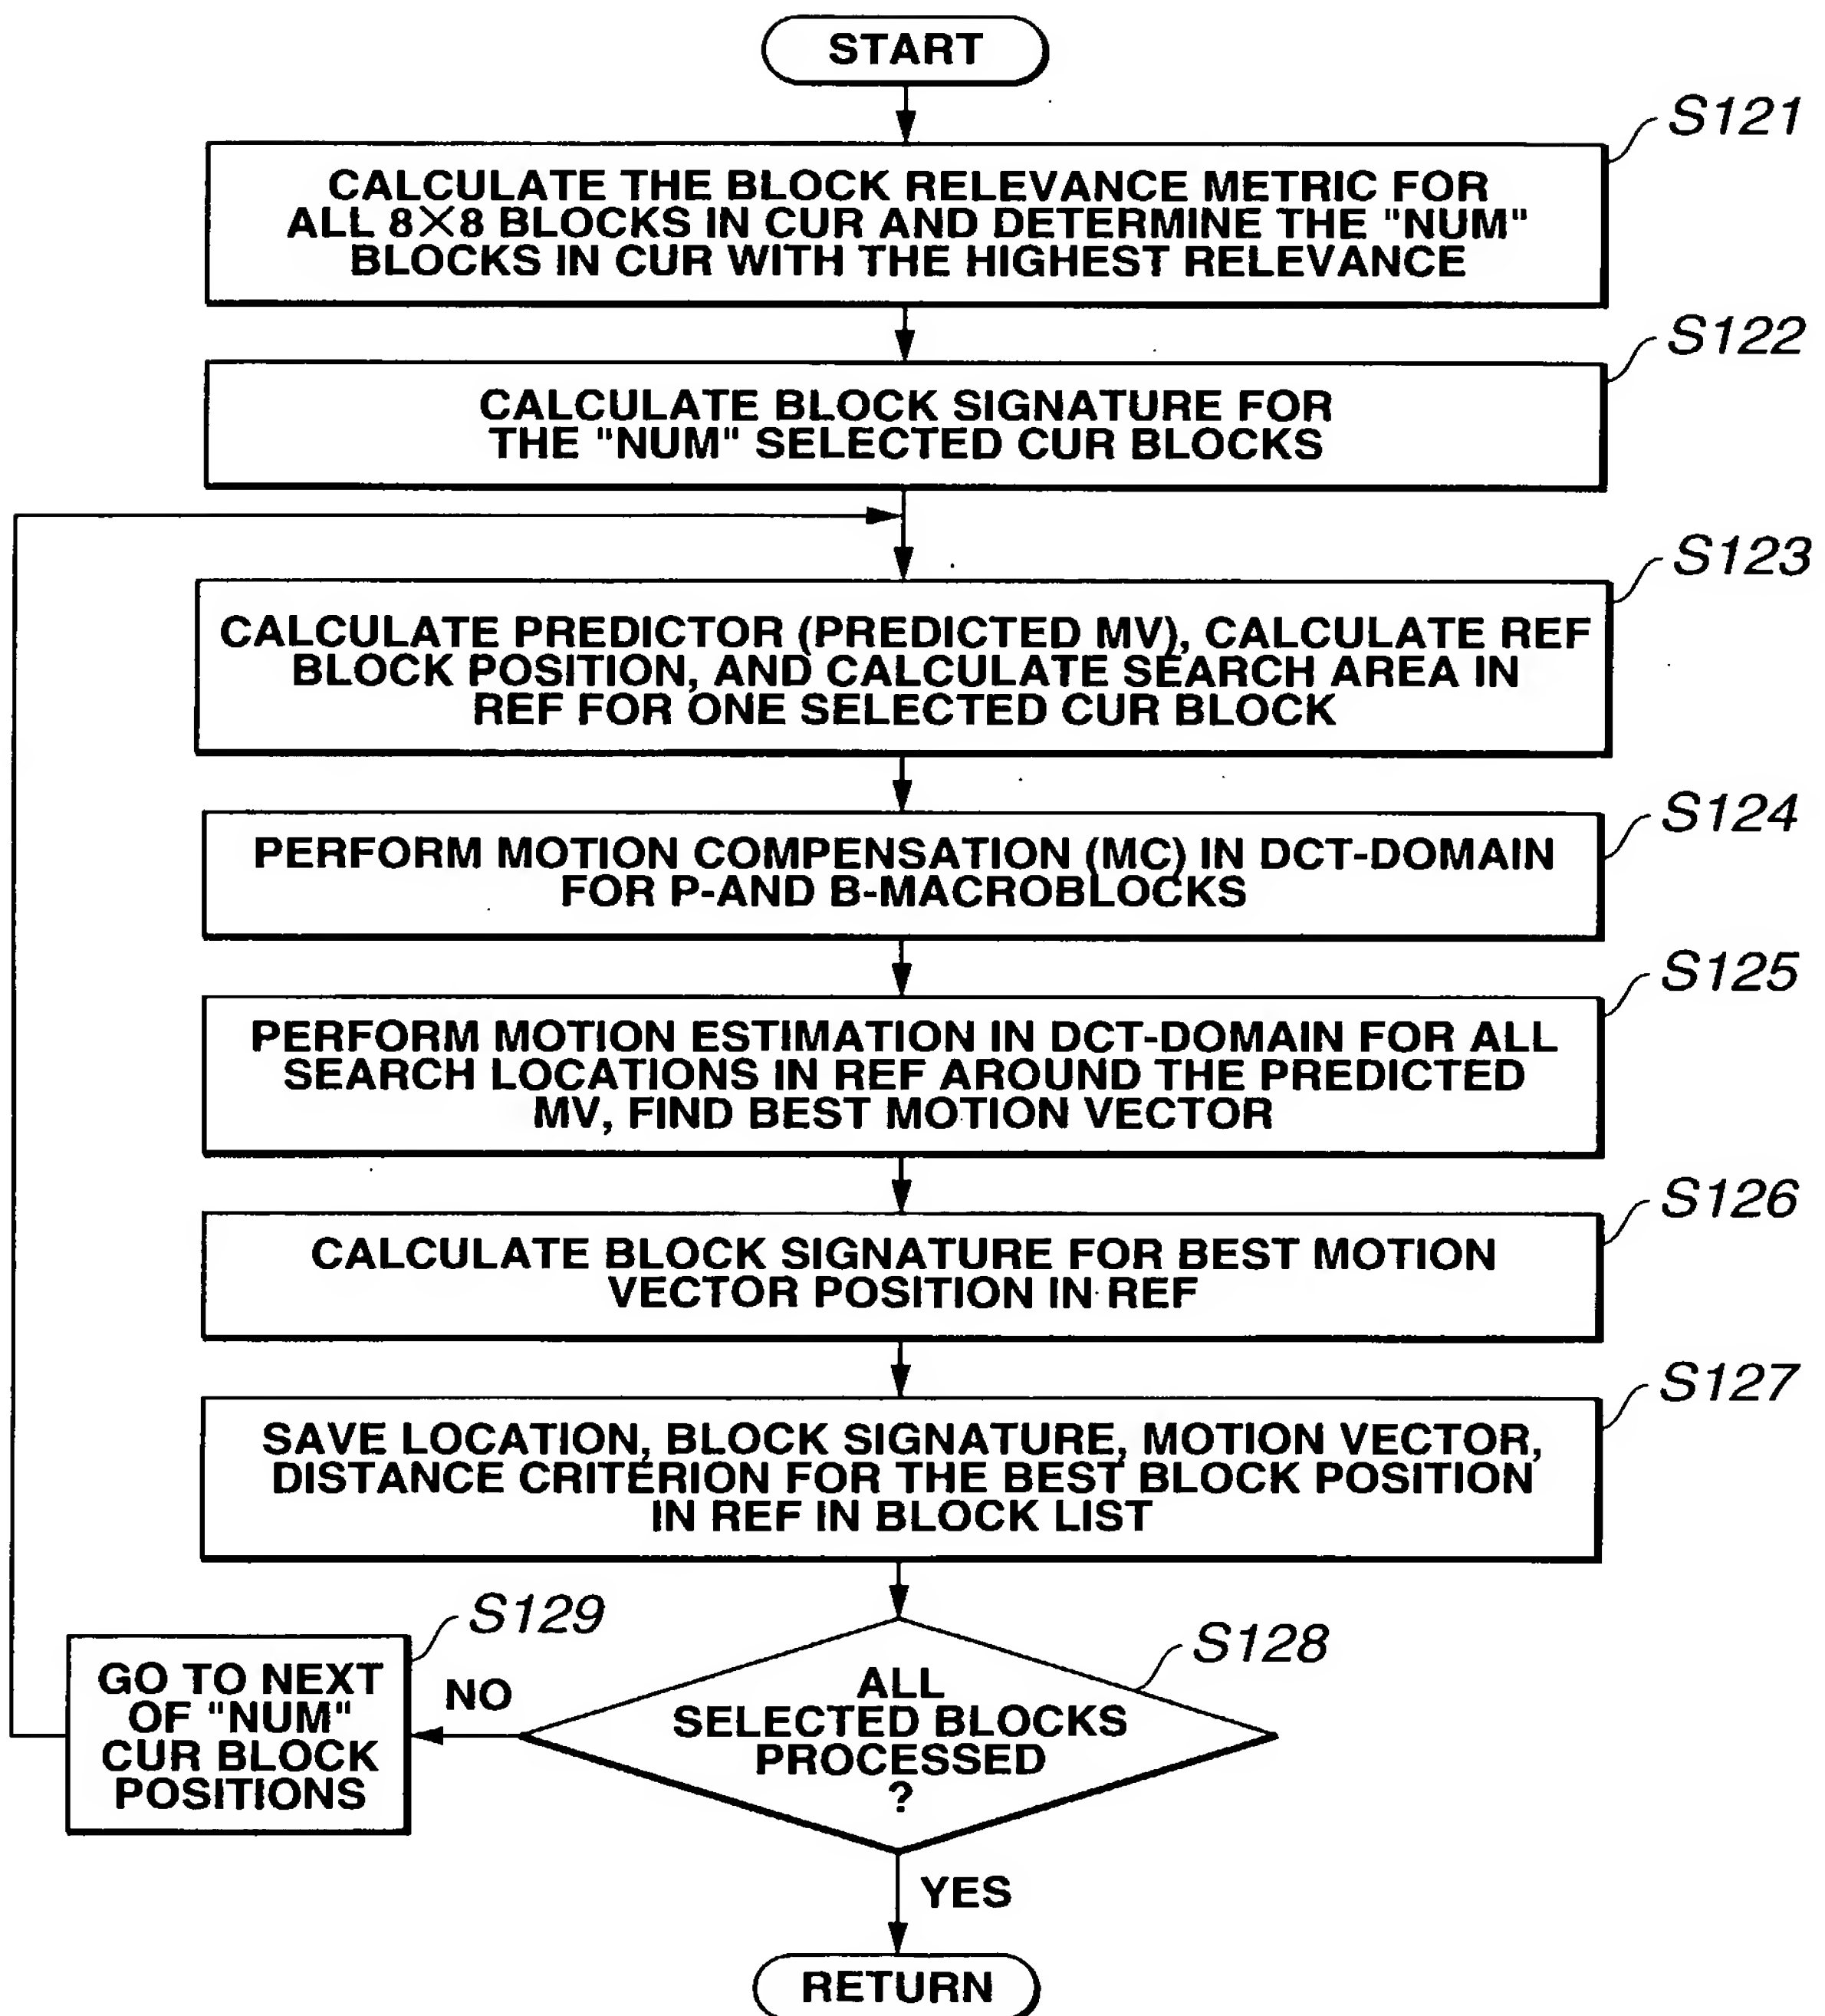 START
S121
CALCULATE THE BLOCK RELEVANCE METRIC FOR
ALL 8×8 BLOCKS IN CUR AND DETERMINE THE "NUM"
BLOCKS IN CUR WITH THE HIGHEST RELEVANCE
S122
CALCULATE BLOCK SIGNATURE FOR
THE "NUM" SELECTED CUR BLOCKS
S123
CALCULATE PREDICTOR (PREDICTED MV), CALCULATE REF
BLOCK POSITION, AND CALCULATE SEARCH AREA IN
REF FOR ONE SELECTED CUR BLOCK
S124
PERFORM MOTION COMPENSATION (MC) IN DCT-DOMAIN
FOR P-AND B-MACROBLOCKS
S125
PERFORM MOTION ESTIMATION IN DCT-DOMAIN FOR ALL
SEARCH LOCATIONS IN REF AROUND THE PREDICTED
MV, FIND BEST MOTION VECTOR
S126
CALCULATE BLOCK SIGNATURE FOR BEST MOTION
VECTOR POSITION IN REF
S127
SAVE LOCATION, BLOCK SIGNATURE, MOTION VECTOR,
DISTANCE CRITERION FOR THE BEST BLOCK POSITION
IN REF IN BLOCK LIST
S128
ALL
SELECTED BLOCKS
PROCESSED
?
NO
S129
GO TO NEXT
OF "NUM"
CUR BLOCK
POSITIONS
YES
RETURN